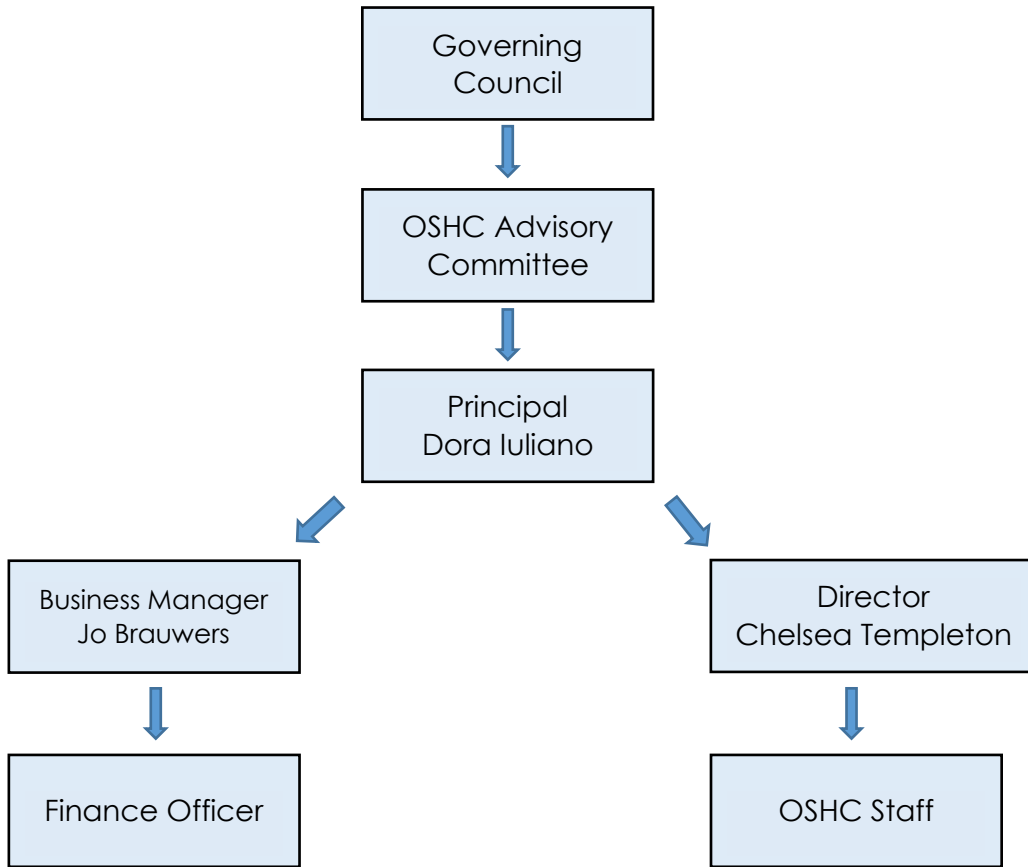 Governing
Council
OSHC Advisory
Committee
Principal
Dora Iuliano
Business Manager
Jo Brauwers
Director
Chelsea Templeton
Finance Officer
OSHC Staff